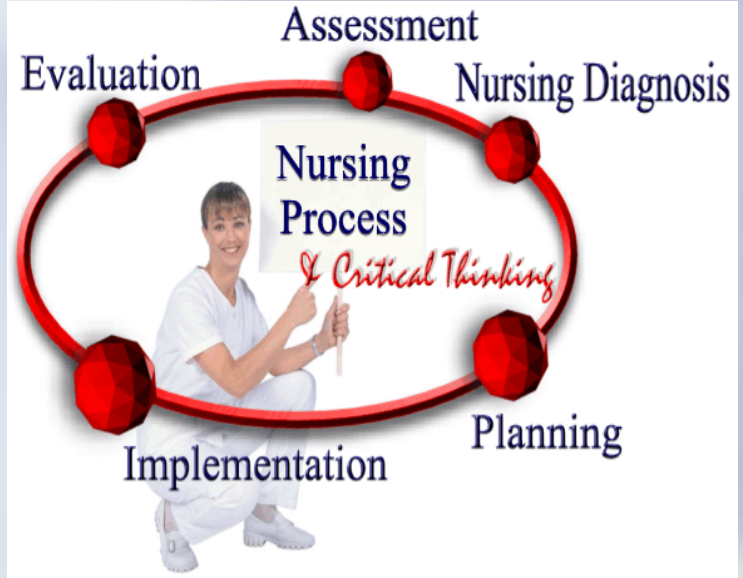 Assessment
Evaluation
Nursing Diagnosis
Nursing
Process
& Critical Thinking
Planning
Implementation